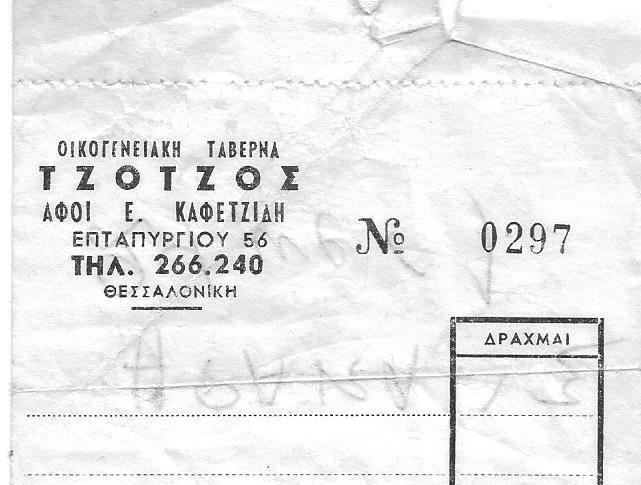 ΟΙΚΟΓΕΝΕΙΑΚΗ ΤΑΒΕΡΝΑ
ΤΖΟΤΖΟΣ
ΑΦΟΙ Ε. ΚΑΦΕΤΖΙΔΗ
ΕΠΤΑΠΥΡΓΙΟΥ 56
ΤΗΛ. 266.240
ΘΕΣΣΑΛΟΝΙΚΗ
№ 0297
ΔΡΑΧΜΑΙ